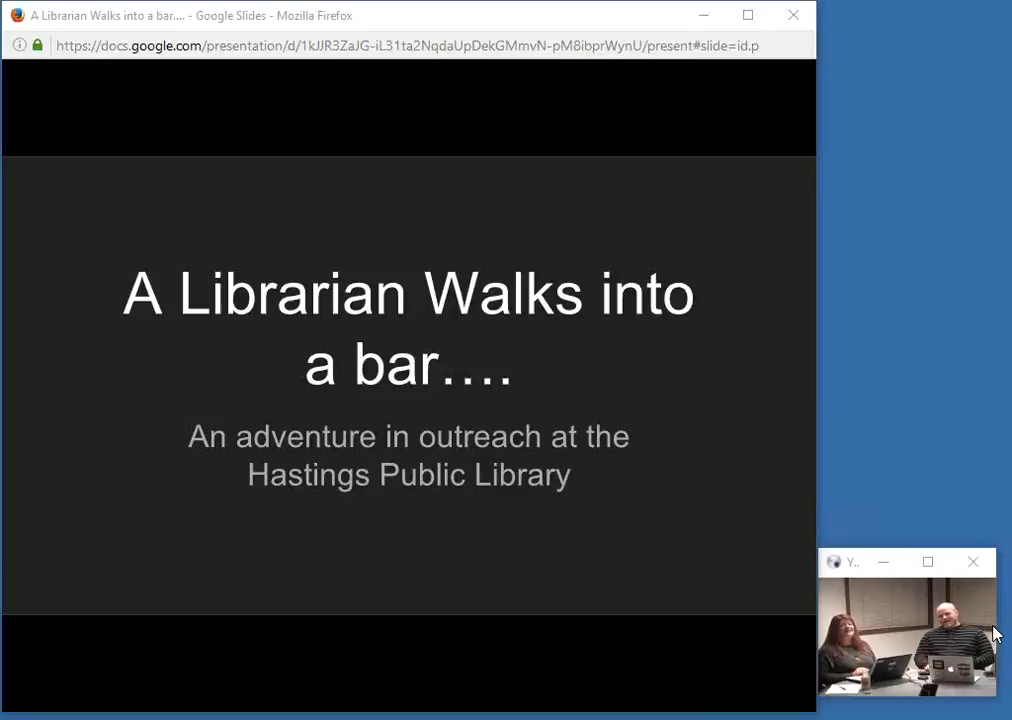 A Librarian Walks into a bar.... - Google Slides - Mozilla Firefox
https://docs.google.com/presentation/d/1kJJR3ZaJG-iL31ta2NqdaUpDekGMmvN-pM8ibprWynU/present#slide=id.p
A Librarian Walks into
a bar....
An adventure in outreach at the
Hastings Public Library
Y..